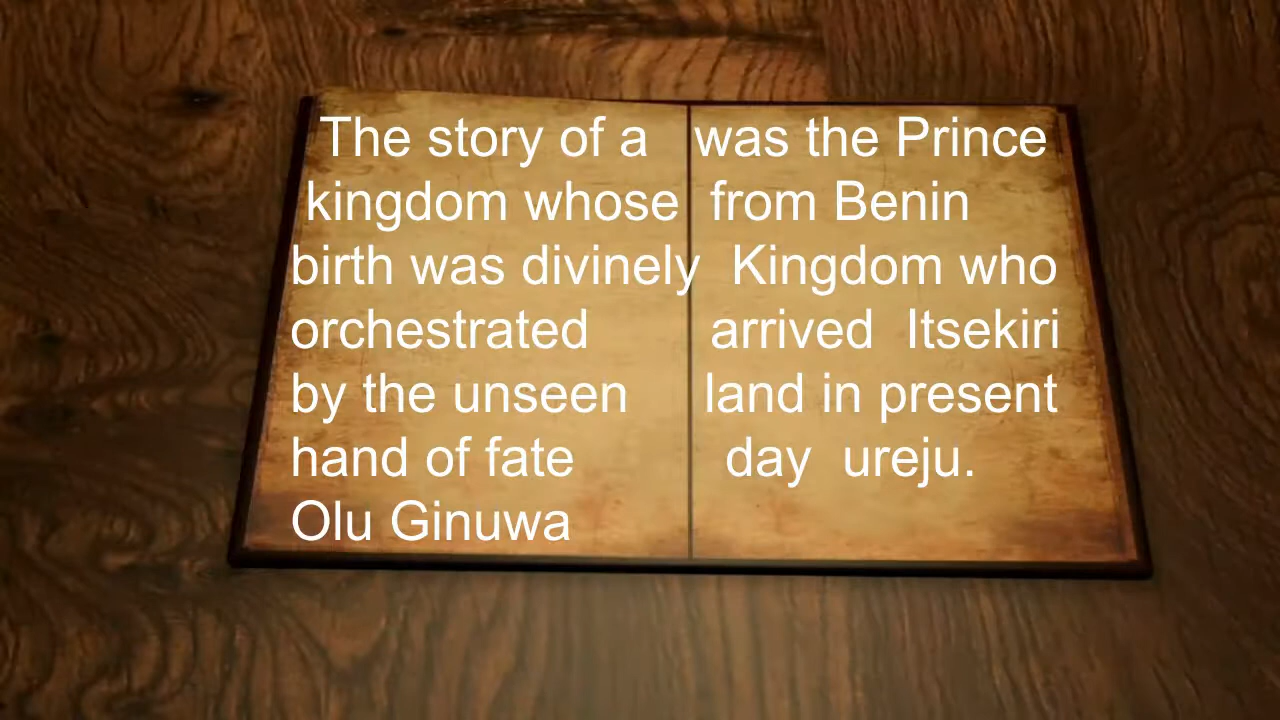 The story of a
kingdom whose
birth was divinely
orchestrated
by the unseen
hand of fate
Olu Ginuwa
was the Prince
from Benin
Kingdom who
arrived Itsekiri
land in present
day ureju.